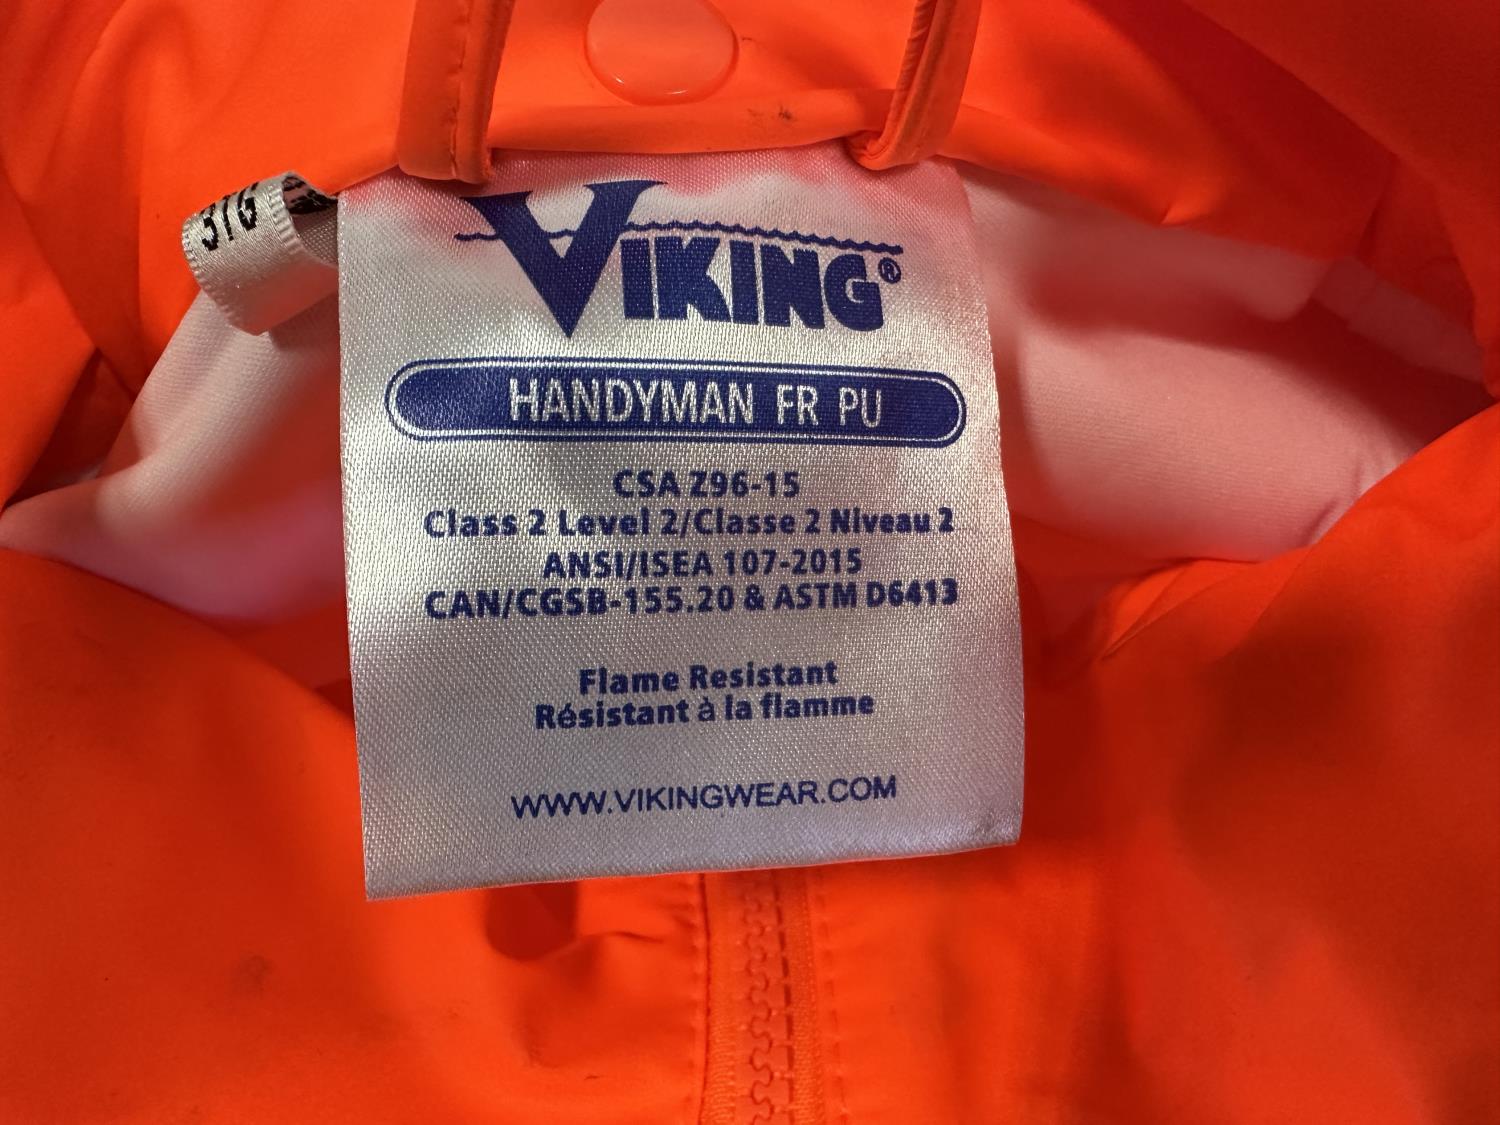 VIKING®
HANDYMAN FR PU
CSA Z96-15
Class 2 Level 2/Classe 2 Niveau 2
ANSI/ISEA 107-2015
CAN/CGSB-155.20 & ASTM D6413
Flame Resistant
Résistant à la flamme
WWW.VIKINGWEAR.COM